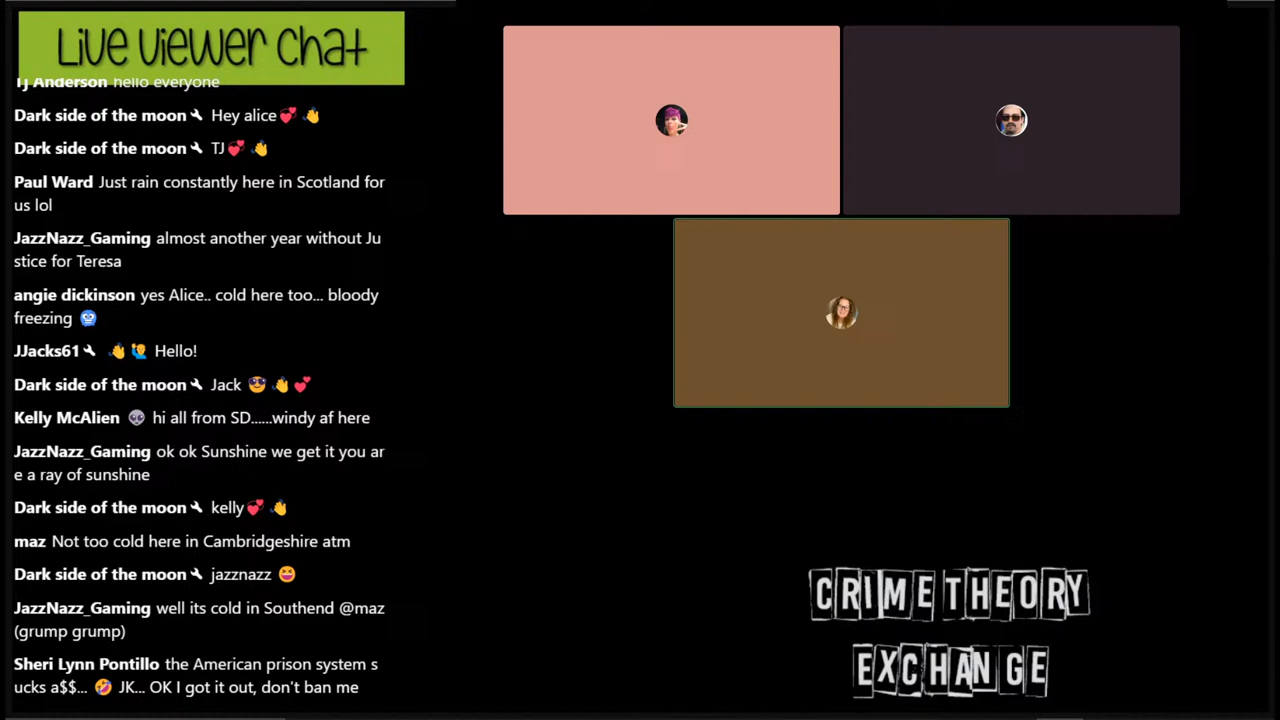 Live Viewer Chat
TJ Anderson hello everyone
Dark side of the moon Hey alice💞 👋
Dark side of the moon TJ💞 👋
Paul Ward Just rain constantly here in Scotland for
us lol
JazzNazz_Gaming almost another year without Ju
stice for Teresa
angie dickinson yes Alice.. cold here too... bloody
freezing 🥶
JJacks61 👋 🙋‍♂️ Hello!
Dark side of the moon Jack 😎 👋 💕
Kelly McAlien 👽 hi all from SD......windy af here
JazzNazz_Gaming ok ok Sunshine we get it you ar
e a ray of sunshine
Dark side of the moon kelly💞 👋
maz Not too cold here in Cambridgeshire atm
Dark side of the moon jazznazz 😆
JazzNazz_Gaming well its cold in Southend @maz
(grump grump)
Sheri Lynn Pontillo the American prison system s
ucks a$$... 🤣 JK... OK I got it out, don't ban me
CRIME THEORY
EXCHANGE